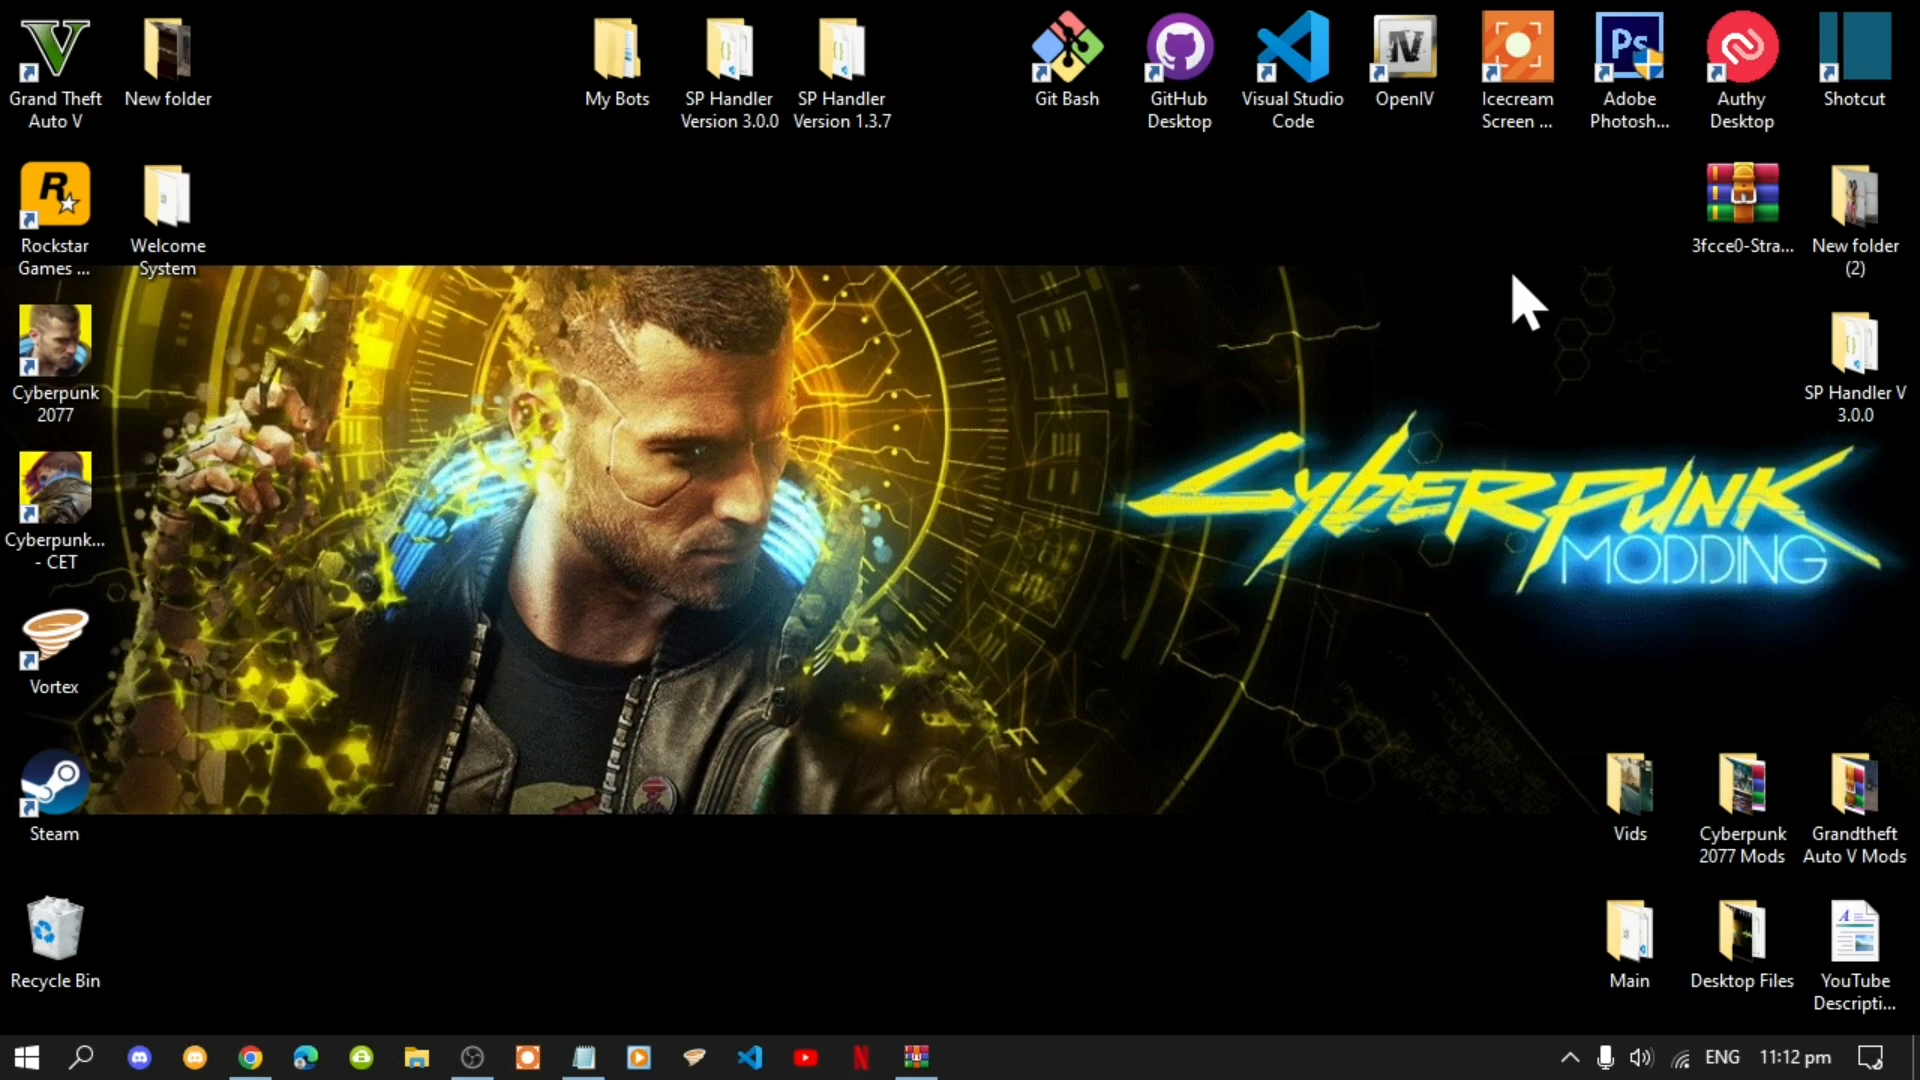 Grand Theft
Auto V
New folder
My Bots
SP Handler
Version 3.0.0
SP Handler
Version 1.3.7
Git Bash
GitHub
Desktop
Visual Studio
Code
OpenIV
Icecream
Screen ...
Ps
Adobe
Photosh...
Authy
Desktop
Shotcut
R
Rockstar
Games ...
Welcome
System
3fcce0-Stra...
New folder
(2)
Cyberpunk
2077
SP Handler V
3.0.0
CYBERPUNK
MODDING
Cyberpunk...
- CET
Vortex
Steam
Vids
Cyberpunk
2077 Mods
Grandtheft
Auto V Mods
Recycle Bin
Main
Desktop Files
YouTube
Descripti...
ENG
11:12 pm